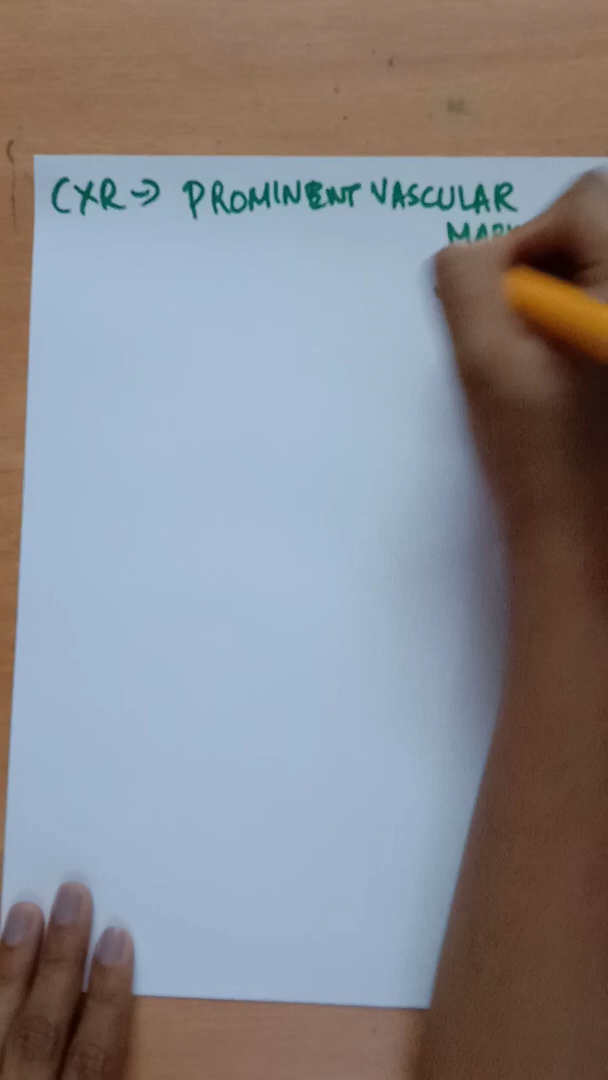 CXR → PROMINENT VASCULAR